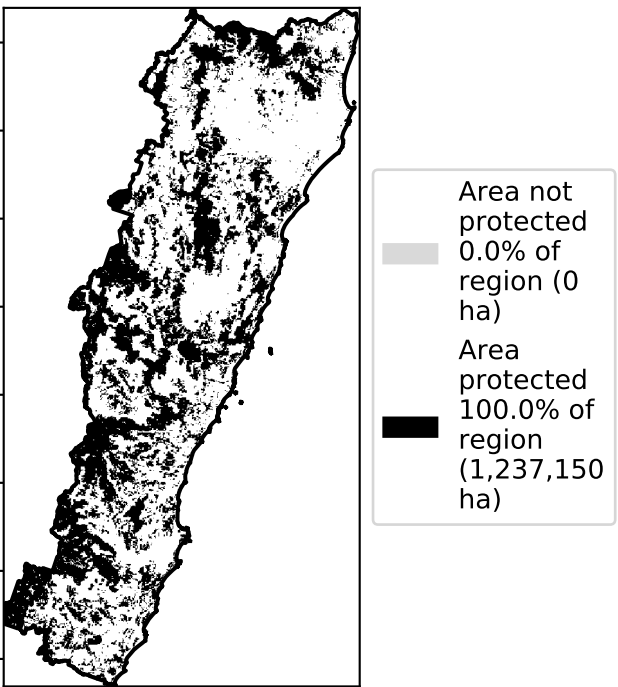 Area not
protected
0.0% of
region (0
ha)
Area
protected
100.0% of
region
(1,237,150
ha)